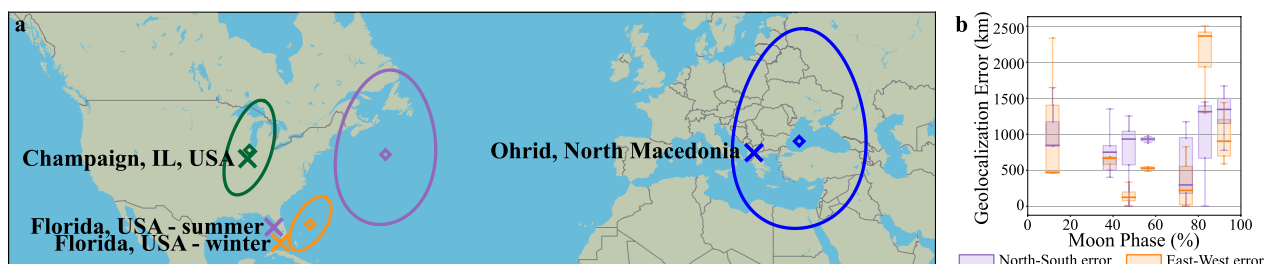 a
Champaign, IL, USA
Ohrid, North Macedonia
Florida, USA - summer
Florida, USA - winter
b
Geolocalization Error (km)
2500
2000
1500
1000
500
0
20
40
60
80
100
Moon Phase (%)
North-South error
East-West error